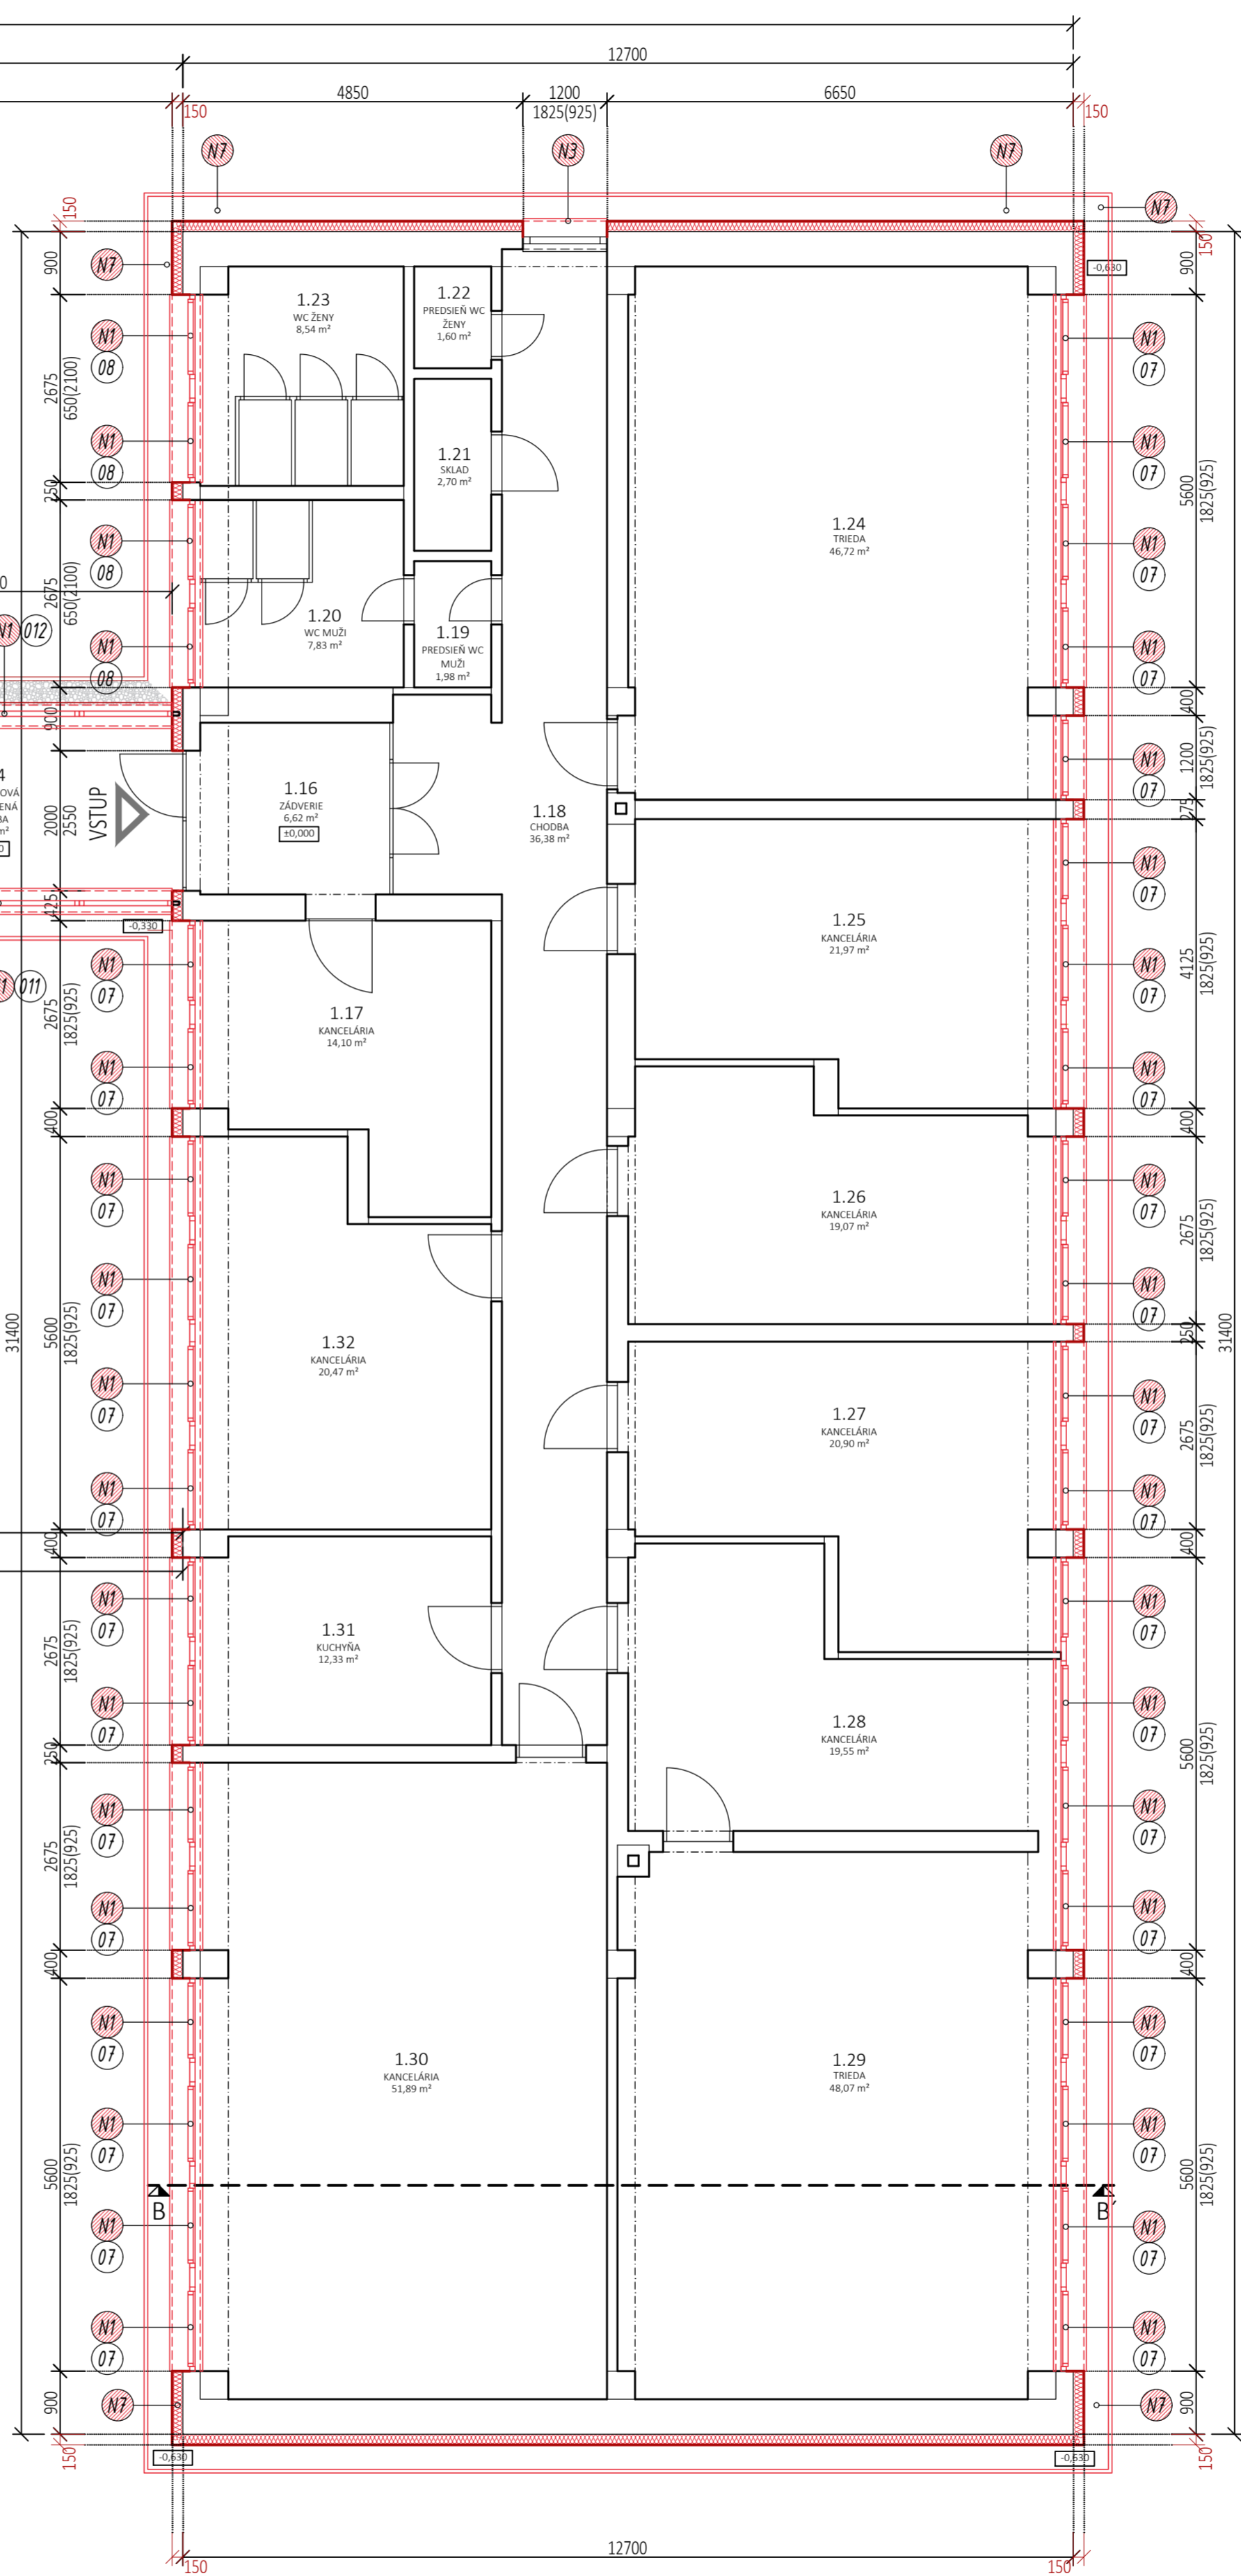 12700
4850
1200
1825(925)
6650
150
150
N7
N3
N7
N7
150
150
900
N7
-0,630
900
1.23
WC ŽENY
8,54 m²
1.22
PREDSIEŇ WC
ŽENY
1,60 m²
N1
08
N1
07
2675
650(2100)
N1
08
N1
07
1.21
SKLAD
2,70 m²
250
5600
1825(925)
1.24
TRIEDA
46,72 m²
N1
08
N1
07
2675
650(2100)
0
N1
012
1.20
WC MUŽI
7,83 m²
1.19
PREDSIEŇ WC
MUŽI
1,98 m²
N1
08
N1
07
900
400
4
OVÁ
ENÁ
BA
m²
0
VSTUP
2000
2550
1.16
ZÁDVERIE
6,62 m²
±0,000
1.18
CHODBA
36,38 m²
N1
07
1200
1825(925)
275
N1
07
425
-0,330
1.25
KANCELÁRIA
21,97 m²
N1
07
N1
07
1
011
2675
1825(925)
4125
1825(925)
1.17
KANCELÁRIA
14,10 m²
N1
07
N1
07
400
400
N1
07
1.26
KANCELÁRIA
19,07 m²
N1
07
2675
1825(925)
N1
07
N1
07
31400
5600
1825(925)
1.32
KANCELÁRIA
20,47 m²
250
31400
N1
07
1.27
KANCELÁRIA
20,90 m²
N1
07
2675
1825(925)
N1
07
N1
07
400
400
N1
07
N1
07
2675
1825(925)
1.31
KUCHYŇA
12,33 m²
N1
07
N1
07
1.28
KANCELÁRIA
19,55 m²
250
5600
1825(925)
N1
07
N1
07
2675
1825(925)
N1
07
N1
07
400
400
N1
07
N1
07
1.30
KANCELÁRIA
51,89 m²
1.29
TRIEDA
48,07 m²
N1
07
N1
07
5600
1825(925)
5600
1825(925)
B
B´
N1
07
N1
07
N1
07
N1
07
900
N7
N7
900
150
-0,630
-0,630
150
12700
150
150